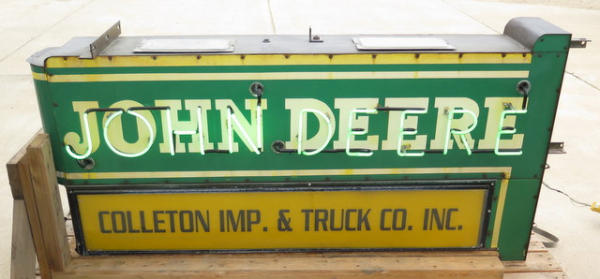 JOHN DEERE
COLLETON IMP. & TRUCK CO. INC.